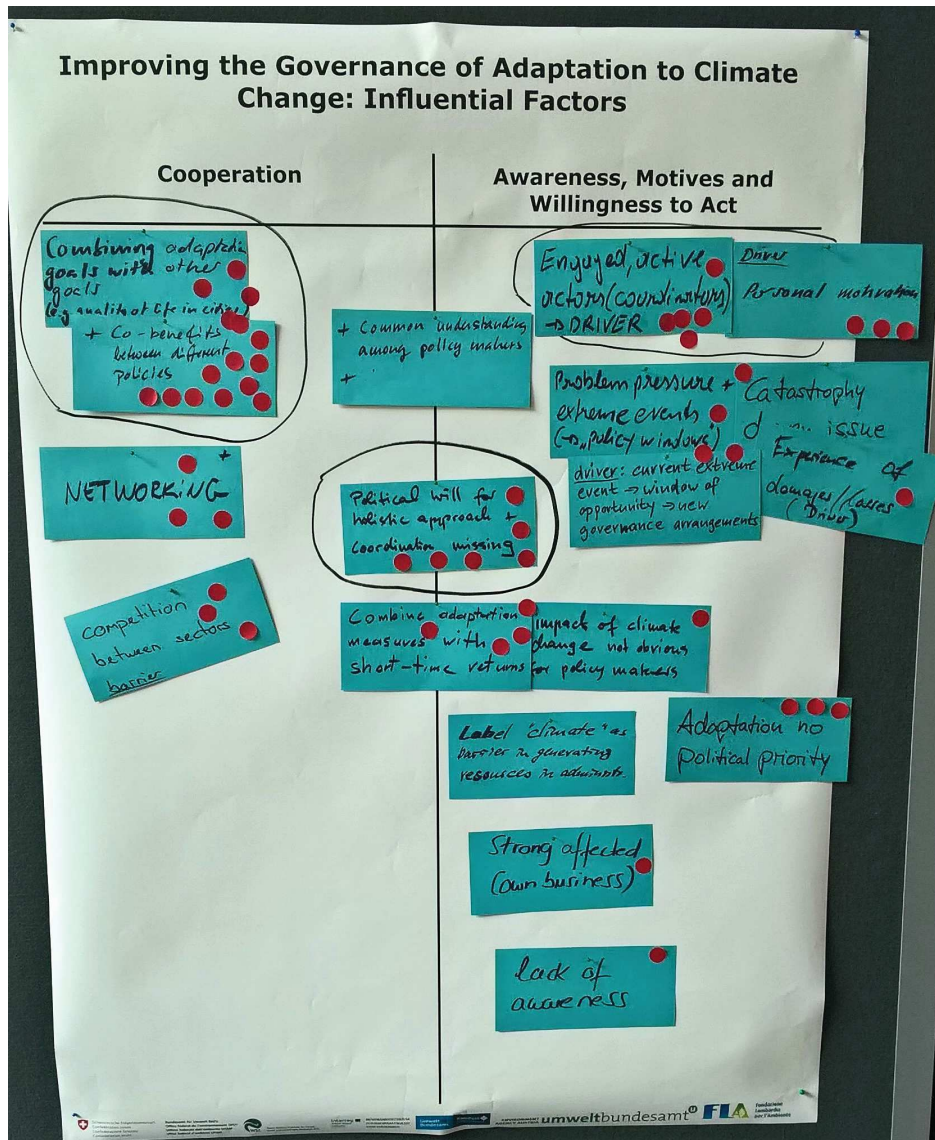 Improving the Governance of Adaptation to Climate
Change: Influential Factors
Cooperation
Awareness, Motives and
Willingness to Act
Combining adaptation
goals with other
goals
(e.g. quality of life in cities)
+ Co-benefits
between different
policies
NETWORKING
+
competition
between sectors
barrier
+ Common understanding
among policy makers
+
Political will for
holistic approach +
coordination missing
Combine adaptation
measures with
short-time returns
Engaged, active
actors (coordinators)
→ DRIVER
Driver
Personal motivation
Problem pressure +
extreme events
(→ "policy windows")
Catastrophy
issue
Experience of
damages/losses
(Driver)
driver: current extreme
event → window of
opportunity → new
governance arrangements
impact of climate
change not obvious
for policy makers
Label "climate" as
barrier in generating
resources in
Adaptation no
political priority
Strong affected
(own business)
lack of
awareness
umweltbundesamt
FLA
Fondazione
Lombardia
per l'Ambiente